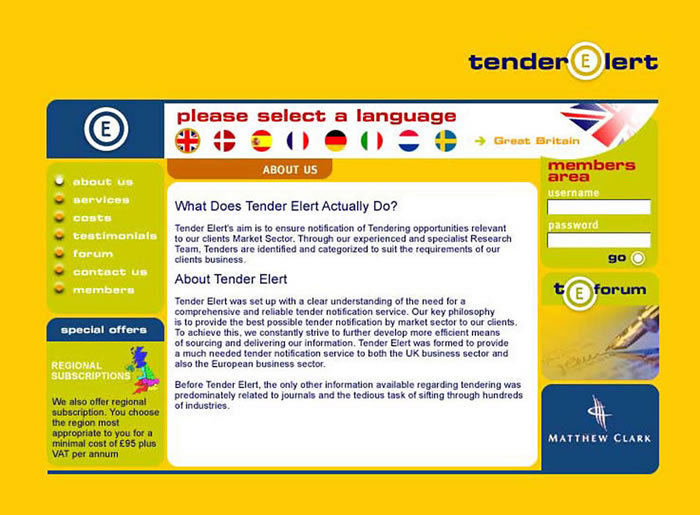 tender E lert
E
please select a language
Great Britain
about us
services
costs
testimonials
forum
contact us
members
special offers
REGIONAL
SUBSCRIPTIONS
We also offer regional
subscription. You choose
the region most
appropriate to you for a
minimal cost of £95 plus
VAT per annum
ABOUT US
What Does Tender Elert Actually Do?
Tender Elert's aim is to ensure notification of Tendering opportunities relevant
to our clients Market Sector. Through our experienced and specialist Research
Team, Tenders are identified and categorized to suit the requirements of our
clients business.
About Tender Elert
Tender Elert was set up with a clear understanding of the need for a
comprehensive and reliable tender notification service. Our key philosophy
is to provide the best possible tender notification by market sector to our clients.
To achieve this, we constantly strive to further develop more efficient means
of sourcing and delivering our information. Tender Elert was formed to provide
a much needed tender notification service to both the UK business sector and
also the European business sector.
Before Tender Elert, the only other information available regarding tendering was
predominately related to journals and the tedious task of sifting through hundreds
of industries.
members
area
username
password
go
tE forum
MATTHEW CLARK